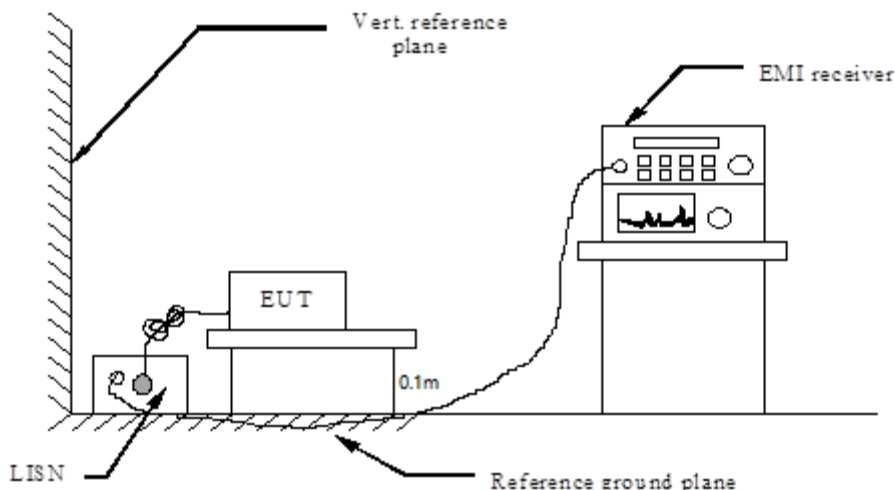 Vert. reference
plane
EMI receiver
EUT
0.1m
LISN
Reference ground plane